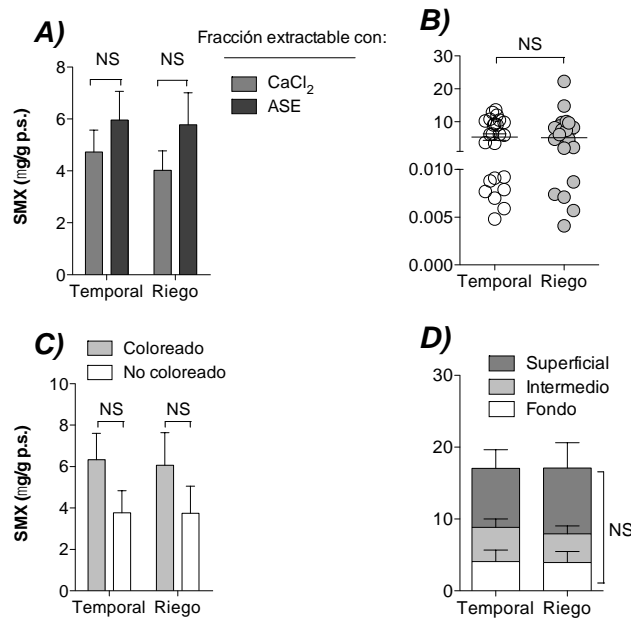 A)
Fracción extractable con:
CaCl2
ASE
NS
NS
8
6
4
2
0
SMX (mg/g p.s.)
Temporal
Riego
B)
NS
30
20
10
0.010
0.005
0.000
Temporal
Riego
C)
Coloreado
No coloreado
NS
NS
10
8
6
4
2
0
SMX (mg/g p.s.)
Temporal
Riego
D)
Superficial
Intermedio
Fondo
30
20
10
0
NS
Temporal
Riego